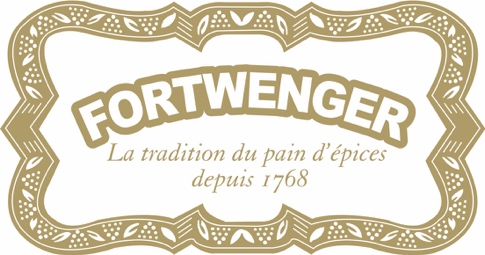 FORTWENGER
La tradition du pain d'épices
depuis 1768